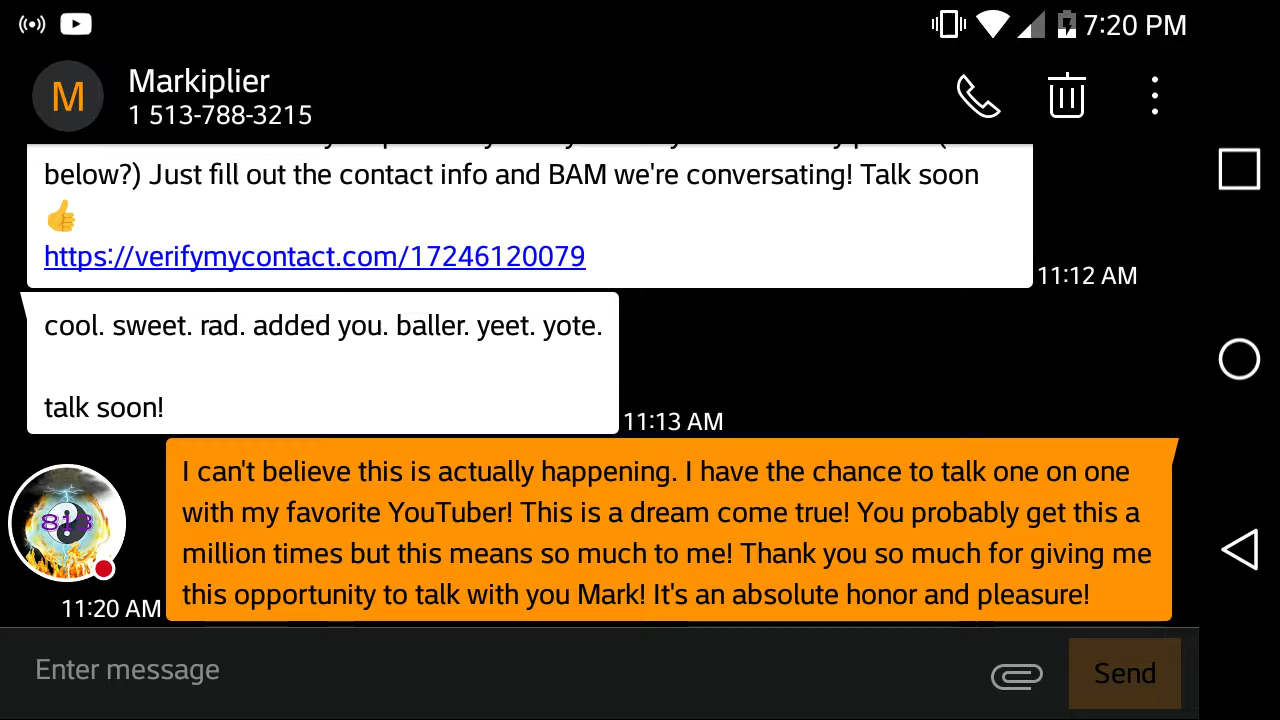 7:20 PM
M
Markiplier
1 513-788-3215
below?) Just fill out the contact info and BAM we're conversating! Talk soon
👍
https://verifymycontact.com/17246120079
11:12 AM
cool. sweet. rad. added you. baller. yeet. yote.
talk soon!
11:13 AM
I can't believe this is actually happening. I have the chance to talk one on one
with my favorite YouTuber! This is a dream come true! You probably get this a
million times but this means so much to me! Thank you so much for giving me
this opportunity to talk with you Mark! It's an absolute honor and pleasure!
813
11:20 AM
Enter message
Send